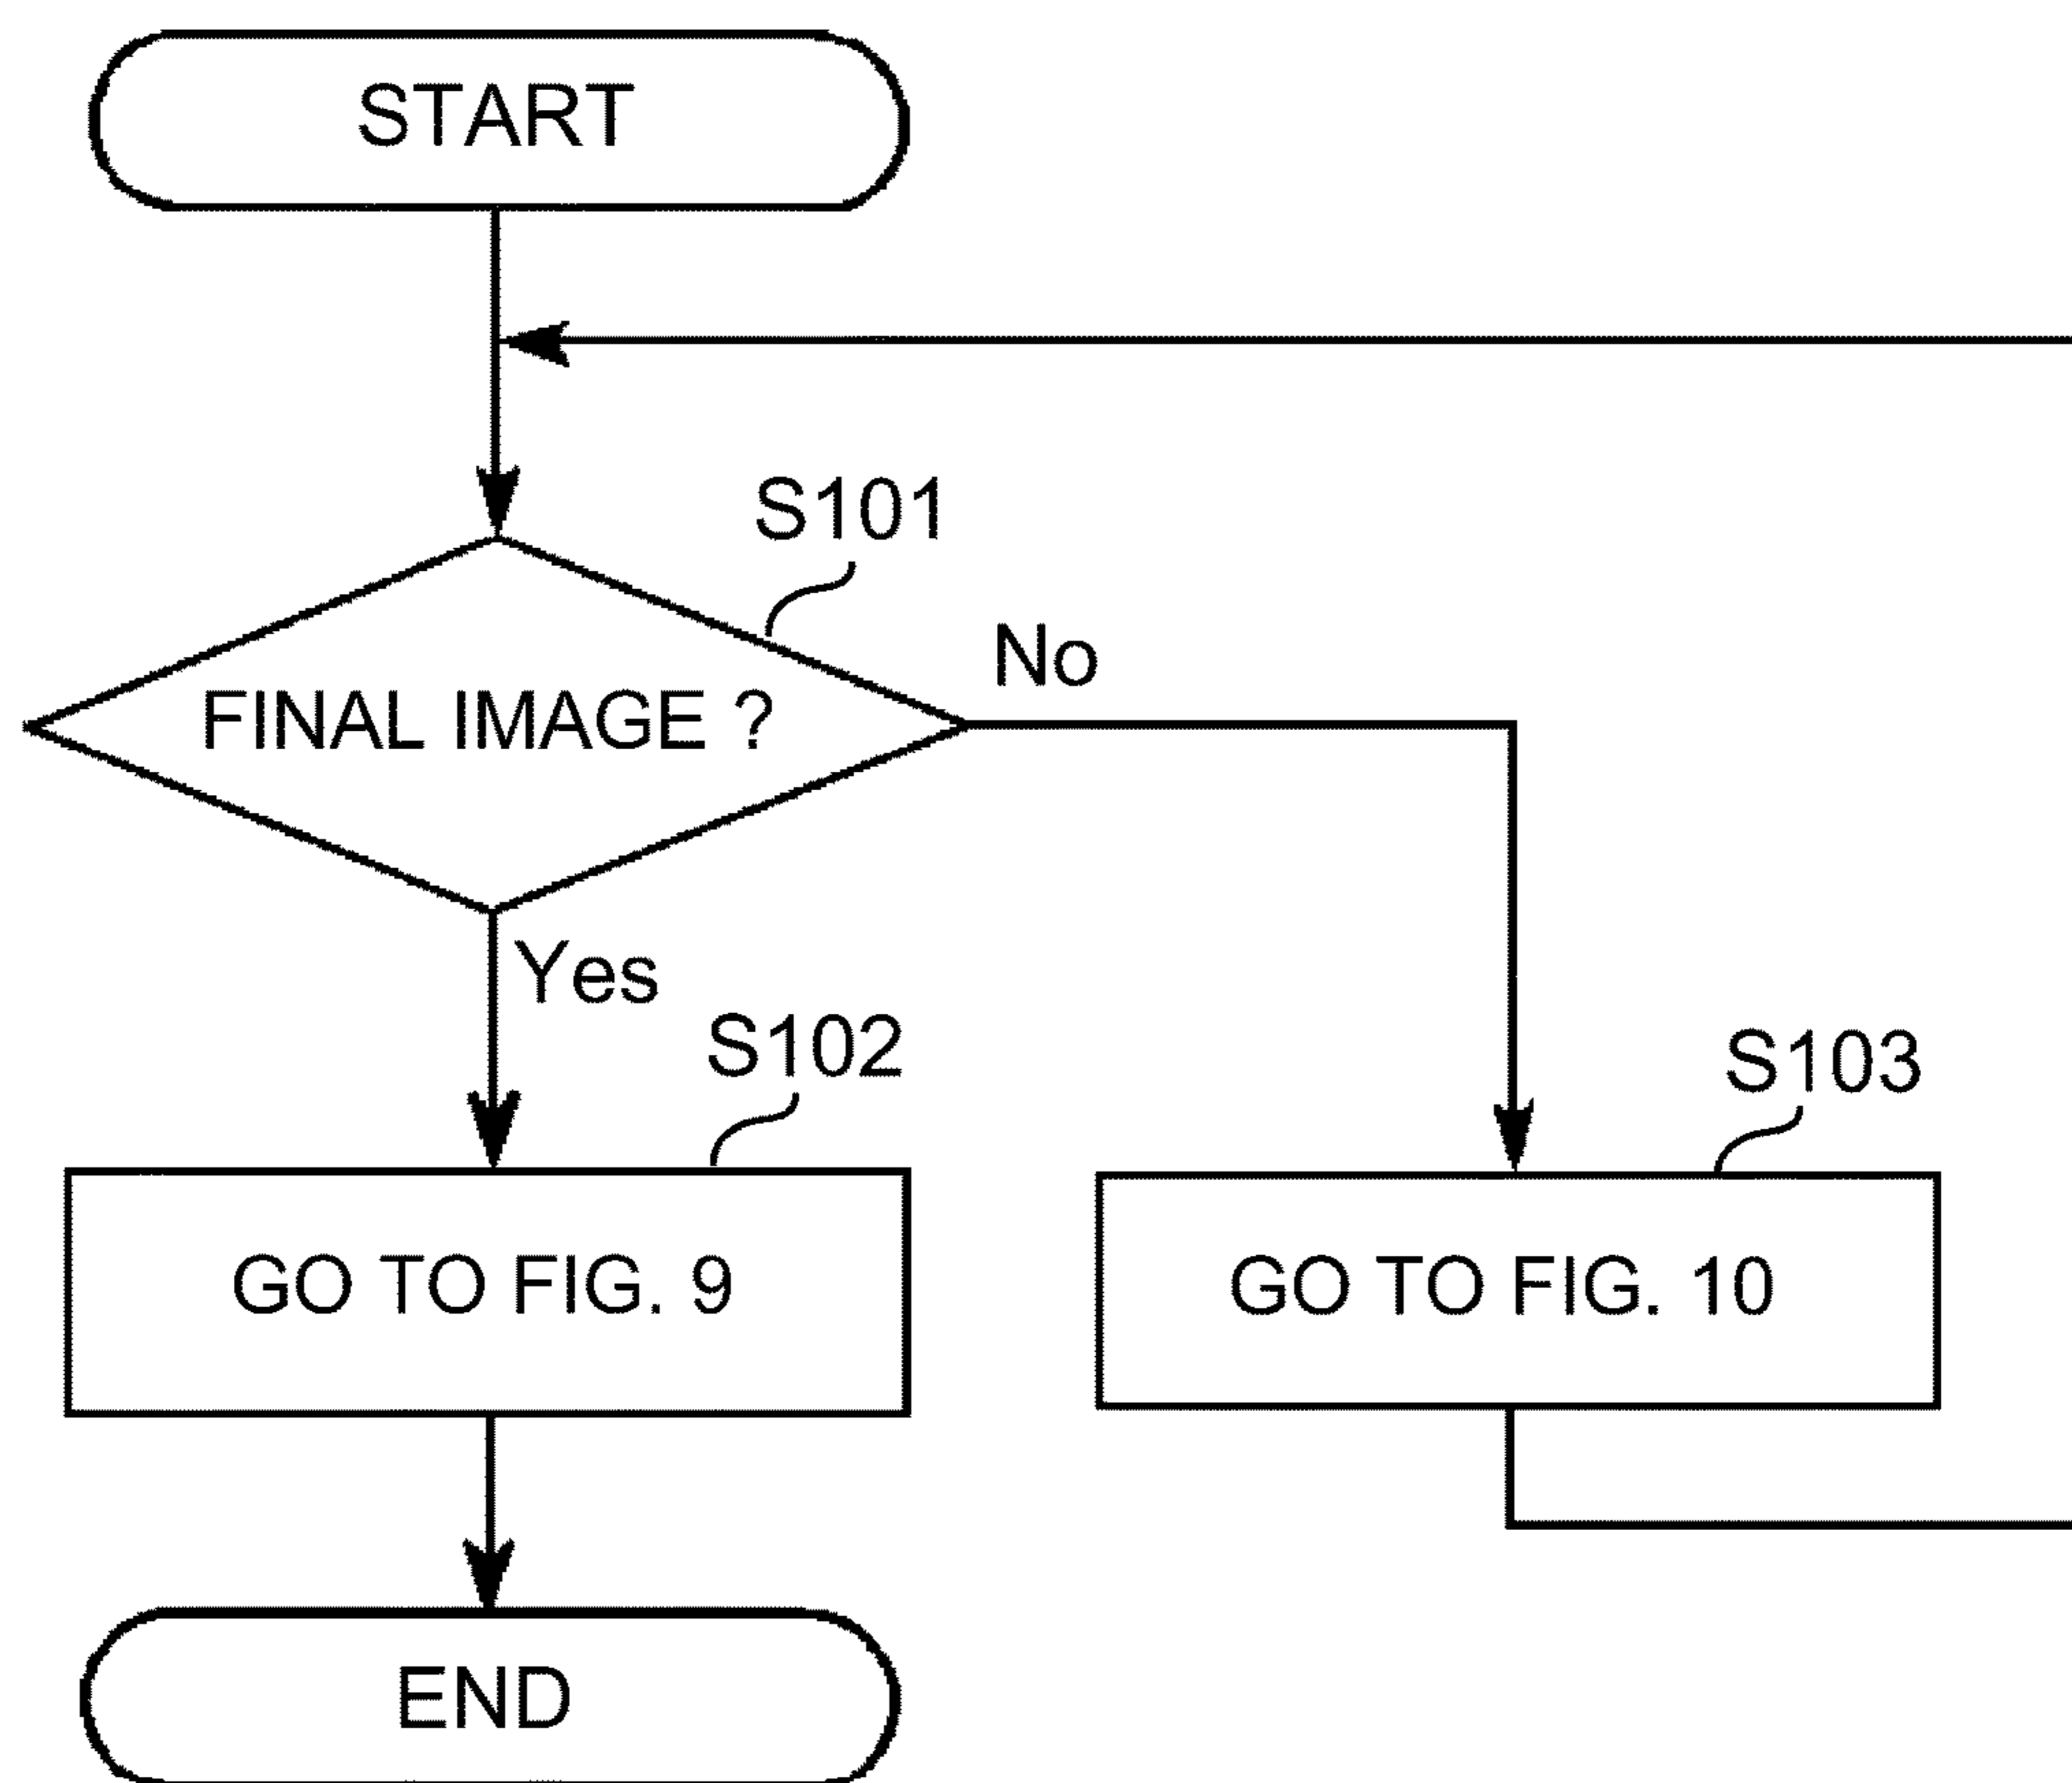 START
S101
No
FINAL IMAGE ?
Yes
S102
S103
GO TO FIG. 9
GO TO FIG. 10
END